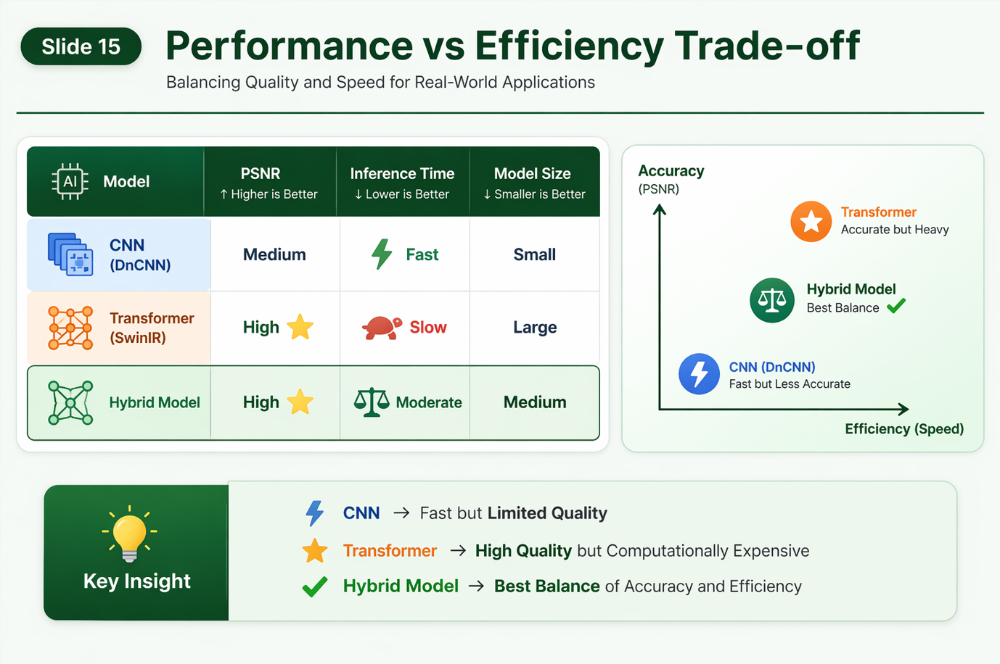 Slide 15
Performance vs Efficiency Trade-off
Balancing Quality and Speed for Real-World Applications
AI
Model
PSNR
↑ Higher is Better
Inference Time
↓ Lower is Better
Model Size
↓ Smaller is Better
CNN
(DnCNN)
Medium
Fast
Small
Transformer
(SwinIR)
High
Slow
Large
Hybrid Model
High
Moderate
Medium
Accuracy
(PSNR)
Transformer
Accurate but Heavy
Hybrid Model
Best Balance
CNN (DnCNN)
Fast but Less Accurate
Efficiency (Speed)
Key Insight
CNN → Fast but Limited Quality
Transformer → High Quality but Computationally Expensive
Hybrid Model → Best Balance of Accuracy and Efficiency